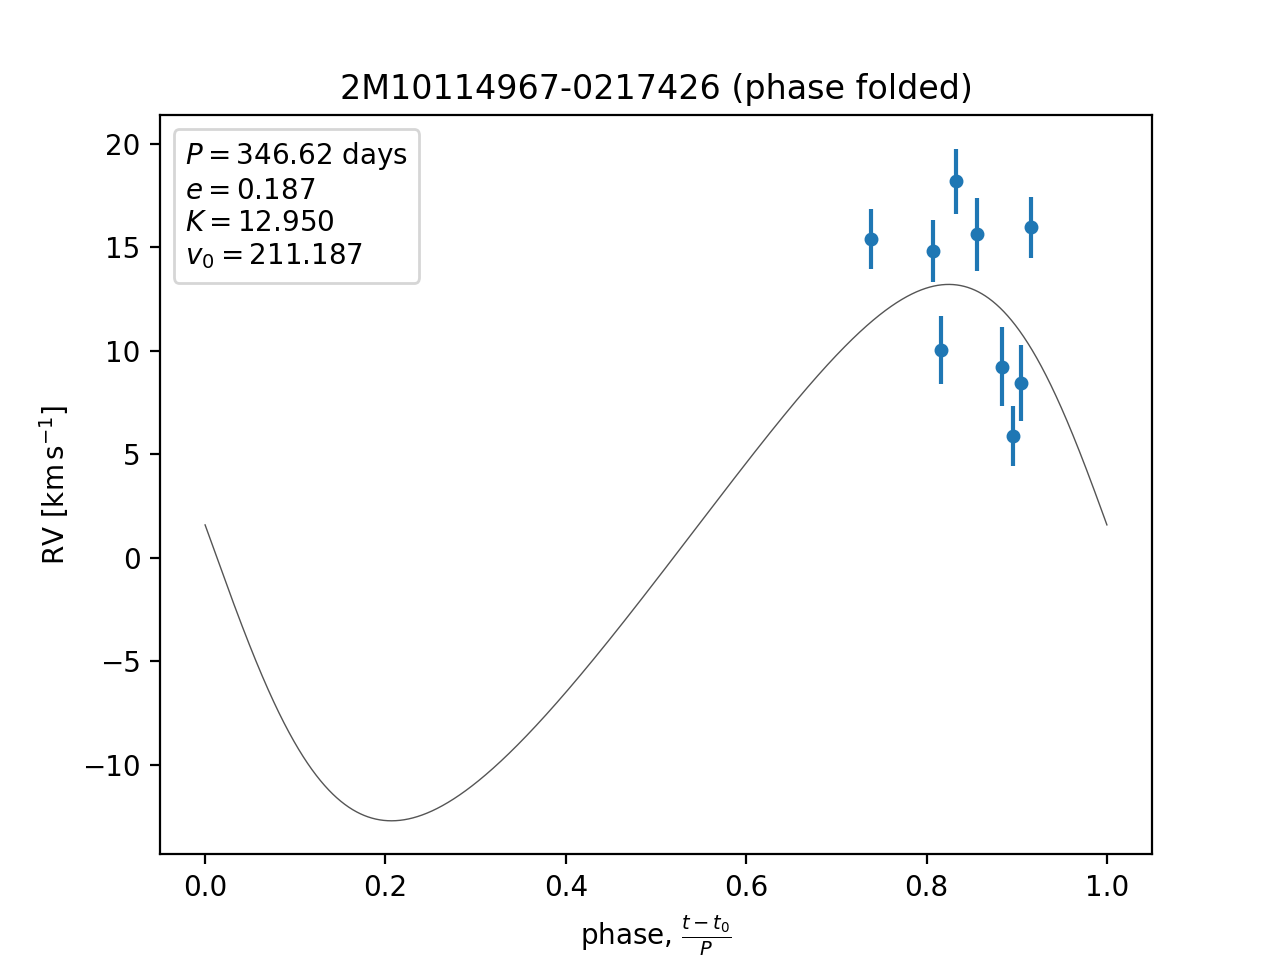 2M10114967-0217426 (phase folded)
P = 346.62 days
e = 0.187
K = 12.950
v₀ = 211.187
20
15
10
5
0
−5
−10
RV [km s⁻¹]
0.0 0.2 0.4 0.6 0.8 1.0
phase, (t − t₀)/P